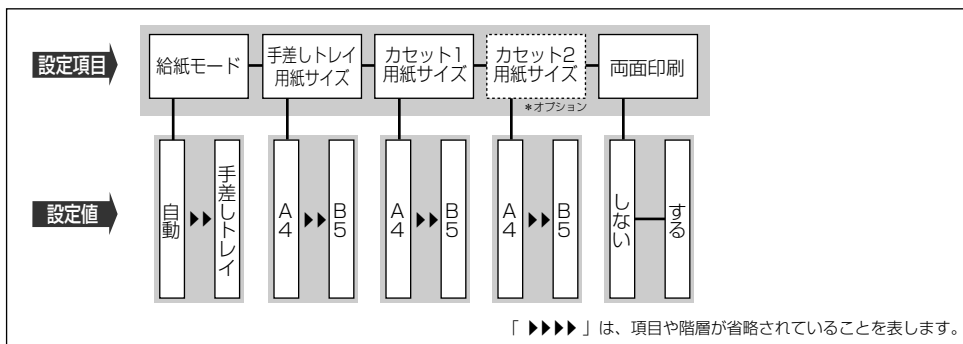 設定項目
給紙モード
手差しトレイ
用紙サイズ
カセット1
用紙サイズ
カセット2
用紙サイズ
両面印刷
*オプション
設定値
自動
手差しトレイ
A4
B5
A4
B5
A4
B5
しない
する
「 ▶▶▶▶ 」は、項目や階層が省略されていることを表します。